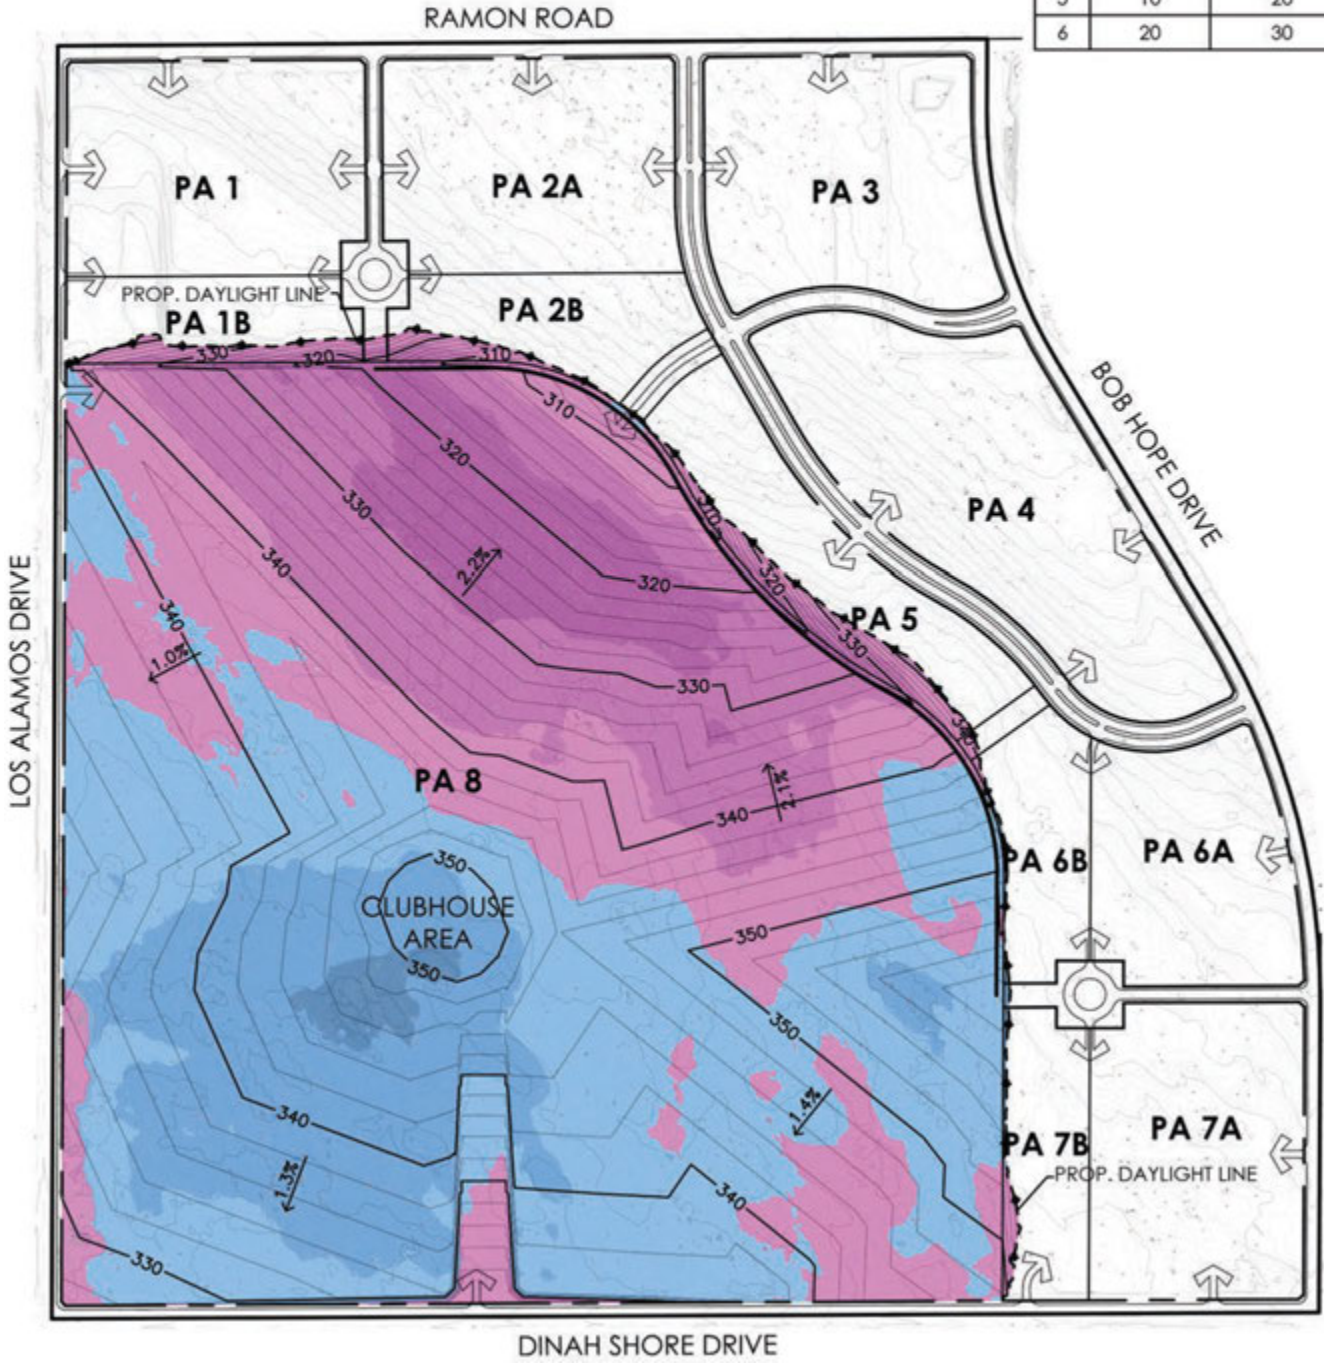 RAMON ROAD
6 20 30
PA 1
PA 2A
PA 3
PROP. DAYLIGHT LINE
PA 1B
PA 2B
330
320
310
310
BOB HOPE DRIVE
320
330
310
PA 4
340
2.2%
320
320
340
PA 5
LOS ALAMOS DRIVE
1.0%
330
330
340
PA 8
2.1%
340
350
PA 6B
PA 6A
CLUBHOUSE
AREA
350
350
350
340
1.4%
PA 7B
PA 7A
PROP. DAYLIGHT LINE
1.3%
340
330
DINAH SHORE DRIVE